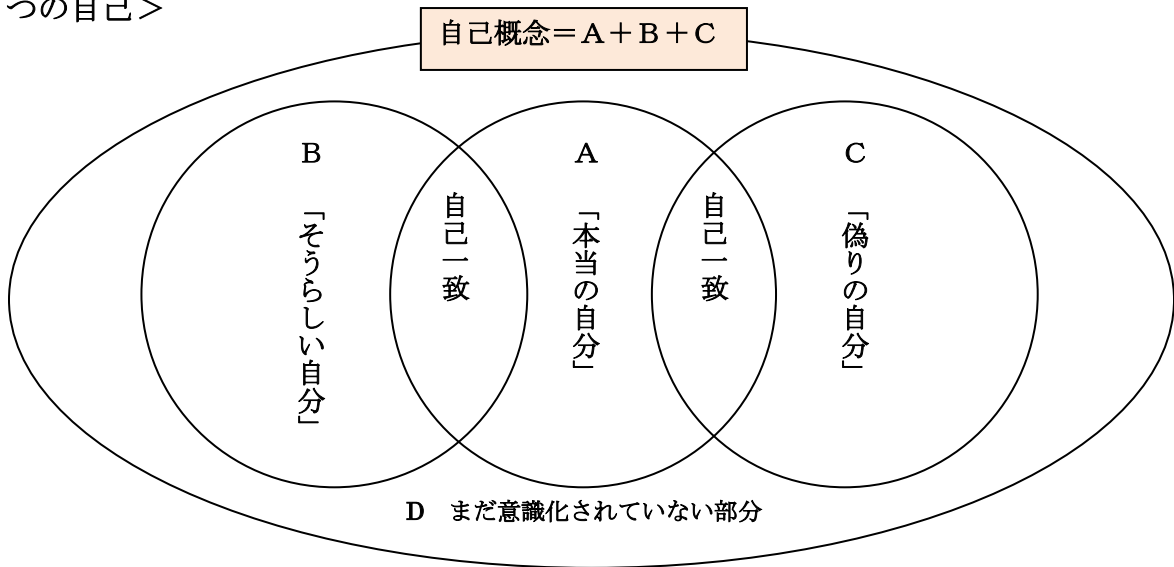 つの自己＞
自己概念＝A＋B＋C
B
「そうらしい自分」
自己一致
A
「本当の自分」
自己一致
C
「偽りの自分」
D　まだ意識化されていない部分